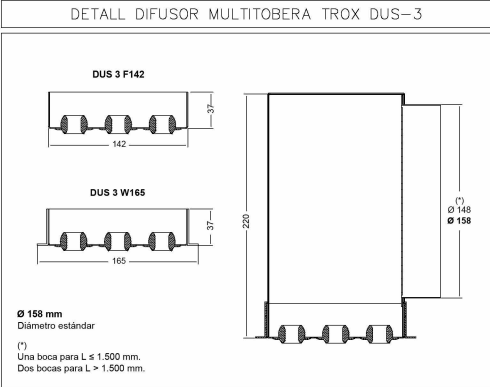 DETALL DIFUSOR MULTITOBERA TROX DUS-3
DUS 3 F142
37
142
DUS 3 W165
37
165
220
(*)
Ø 148
Ø 158
Ø 158 mm
Diámetro estándar
(*)
Una boca para L ≤ 1.500 mm.
Dos bocas para L > 1.500 mm.